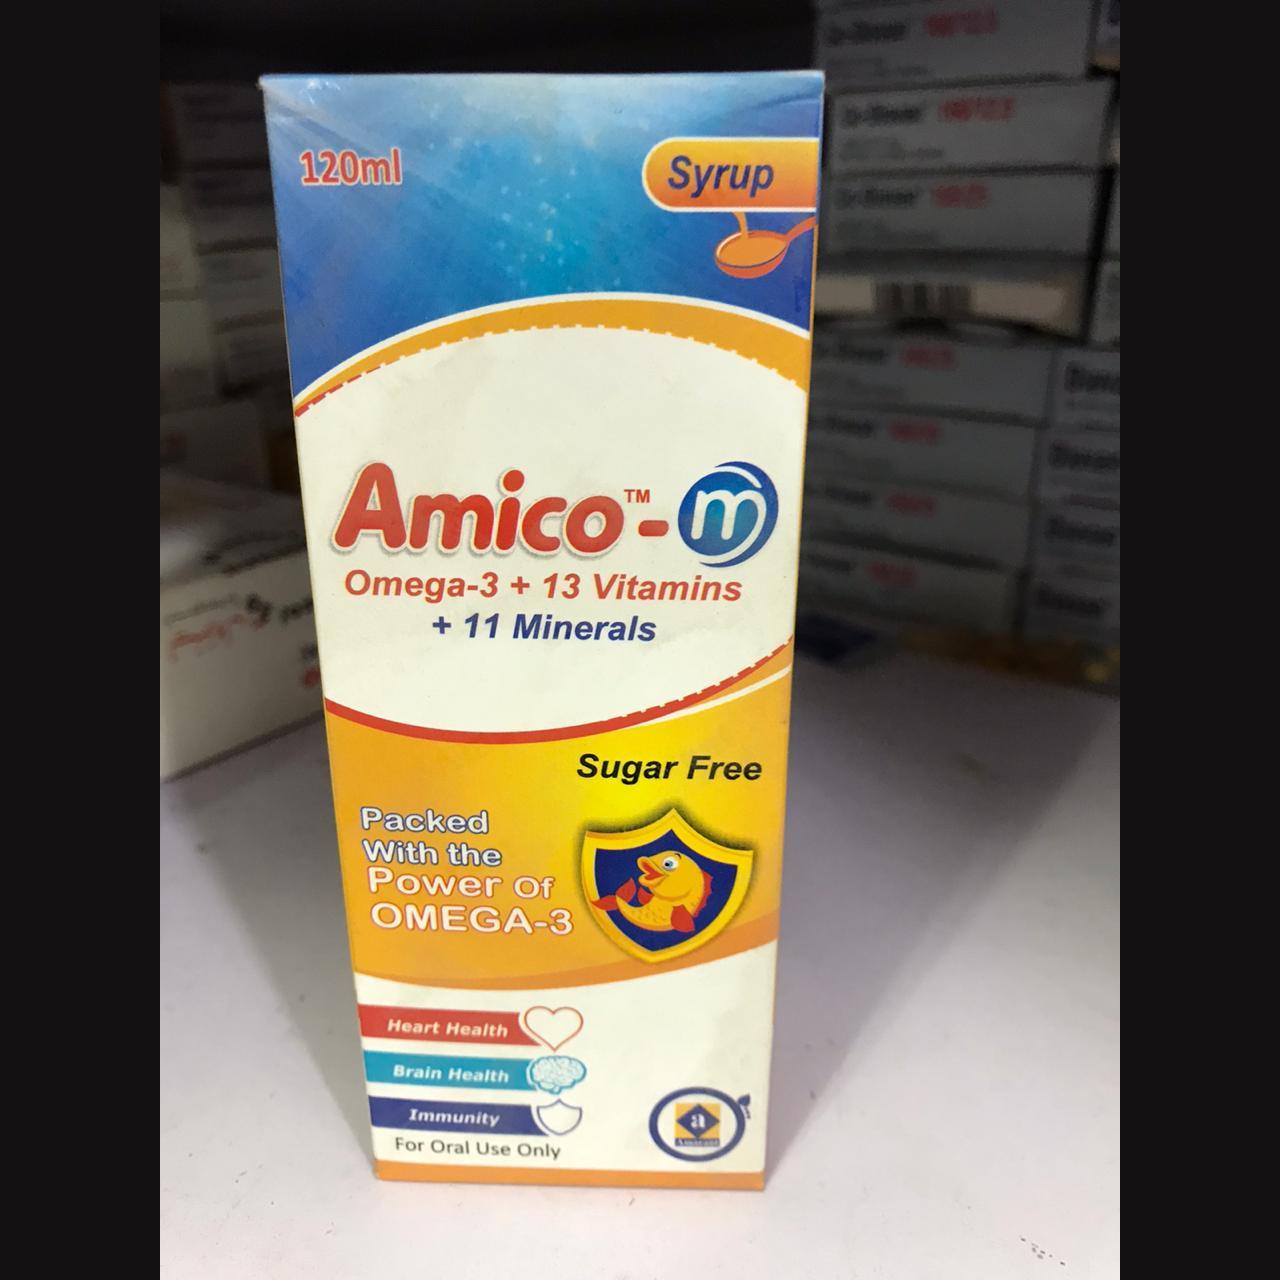 120ml
Syrup
Amico™-m
Omega-3 + 13 Vitamins
+ 11 Minerals
Sugar Free
Packed
With the
Power Of
OMEGA-3
Heart Health
Brain Health
Immunity
For Oral Use Only
a